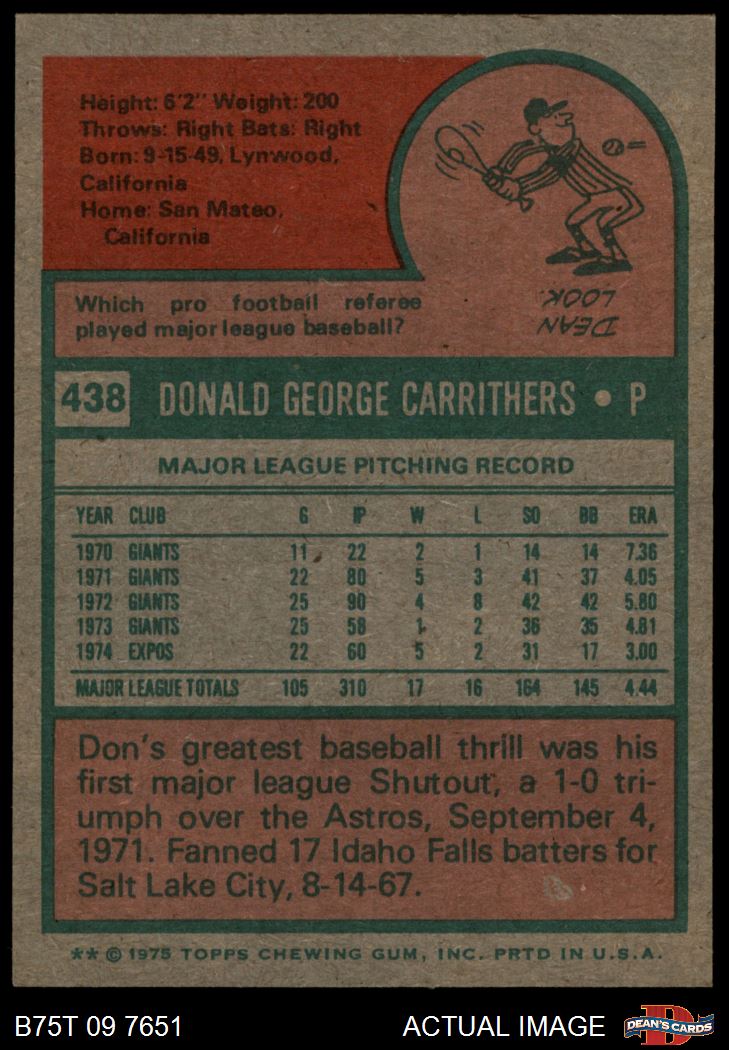 Height: 6'2" Weight: 200
Throws: Right Bats: Right
Born: 9-15-49, Lynwood,
California
Home: San Mateo,
California
Which pro football referee
played major league baseball?
DEAN
LOOK.
438 DONALD GEORGE CARRITHERS • P
MAJOR LEAGUE PITCHING RECORD
YEAR CLUB G IP W L SO BB ERA
1970 GIANTS 11 22 2 1 14 14 7.36
1971 GIANTS 22 80 5 3 41 37 4.05
1972 GIANTS 25 90 4 8 42 42 5.80
1973 GIANTS 25 58 1 2 36 35 4.81
1974 EXPOS 22 60 5 2 31 17 3.00
MAJOR LEAGUE TOTALS 105 310 17 16 164 145 4.44
Don's greatest baseball thrill was his
first major league Shutout, a 1-0 tri-
umph over the Astros, September 4,
1971. Fanned 17 Idaho Falls batters for
Salt Lake City, 8-14-67.
** © 1975 TOPPS CHEWING GUM, INC. PRTD IN U.S.A.
B75T 09 7651 ACTUAL IMAGE D DEAN'S CARDS